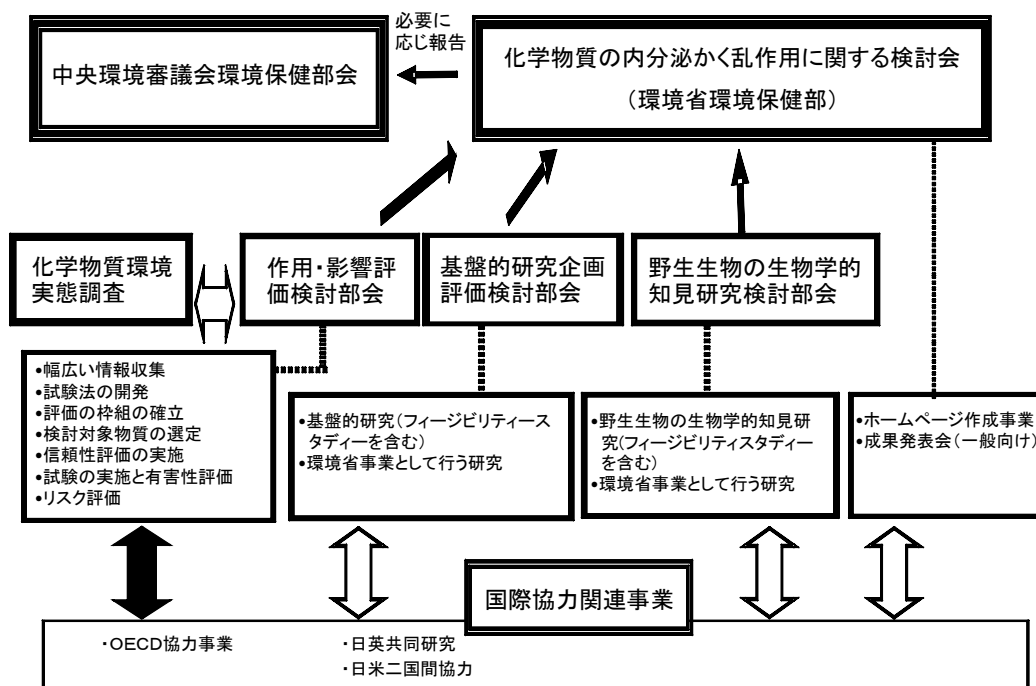 必要に
応じ報告
中央環境審議会環境保健部会
化学物質の内分泌かく乱作用に関する検討会
（環境省環境保健部）
化学物質環境
実態調査
作用・影響評
価検討部会
基盤的研究企画
評価検討部会
野生生物の生物学的
知見研究検討部会
•幅広い情報収集
•試験法の開発
•評価の枠組の確立
•検討対象物質の選定
•信頼性評価の実施
•試験の実施と有害性評価
•リスク評価
•基盤的研究（フィージビリティース
タディーを含む）
•環境省事業として行う研究
•野生生物の生物学的知見研
究（フィージビリティスタディー
を含む）
•環境省事業として行う研究
•ホームページ作成事業
•成果発表会（一般向け）
国際協力関連事業
・OECD協力事業
・日英共同研究
・日米二国間協力